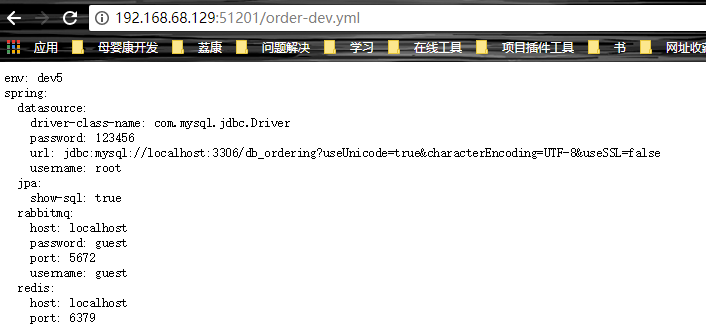 192.168.68.129:51201/order-dev.yml
应用 母婴康开发 荔康 问题解决 学习 在线工具 项目插件工具 书 网址收藏
env: dev5
spring:
  datasource:
    driver-class-name: com.mysql.jdbc.Driver
    password: 123456
    url: jdbc:mysql://localhost:3306/db_ordering?useUnicode=true&characterEncoding=UTF-8&useSSL=false
    username: root
  jpa:
    show-sql: true
  rabbitmq:
    host: localhost
    password: guest
    port: 5672
    username: guest
  redis:
    host: localhost
    port: 6379